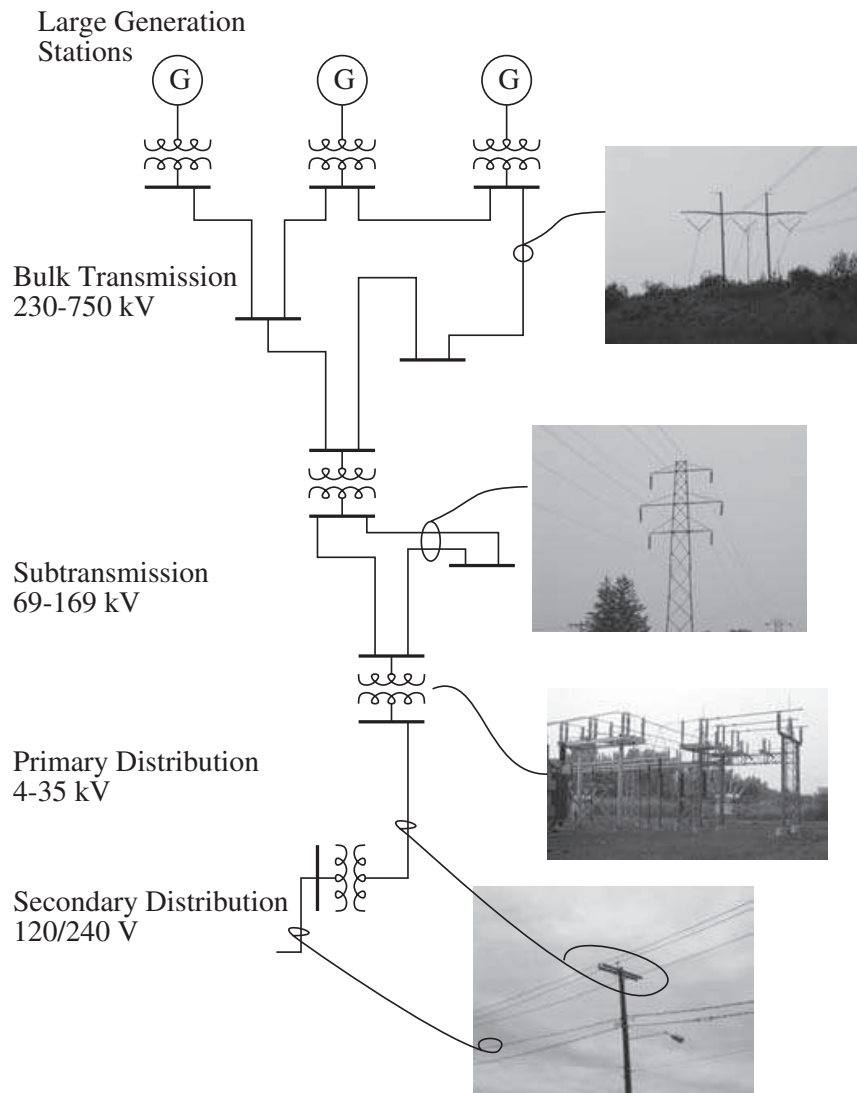 Large Generation
Stations
G
G
G
Bulk Transmission
230-750 kV
Subtransmission
69-169 kV
Primary Distribution
4-35 kV
Secondary Distribution
120/240 V